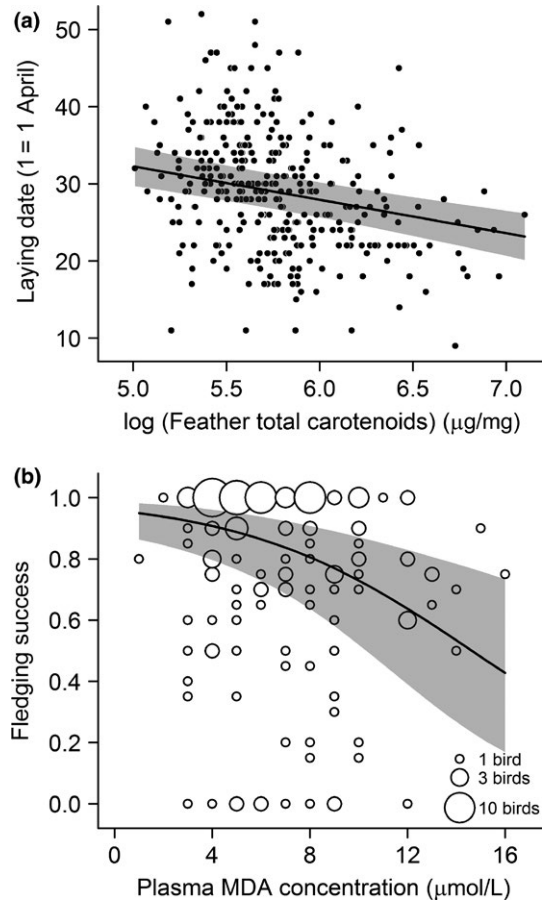 (a)
50
40
30
20
10
Laying date (1 = 1 April)
5.0 5.5 6.0 6.5 7.0
log (Feather total carotenoids) (μg/mg)
(b)
1.0
0.8
0.6
0.4
0.2
0.0
Fledging success
1 bird
3 birds
10 birds
0 4 8 12 16
Plasma MDA concentration (μmol/L)